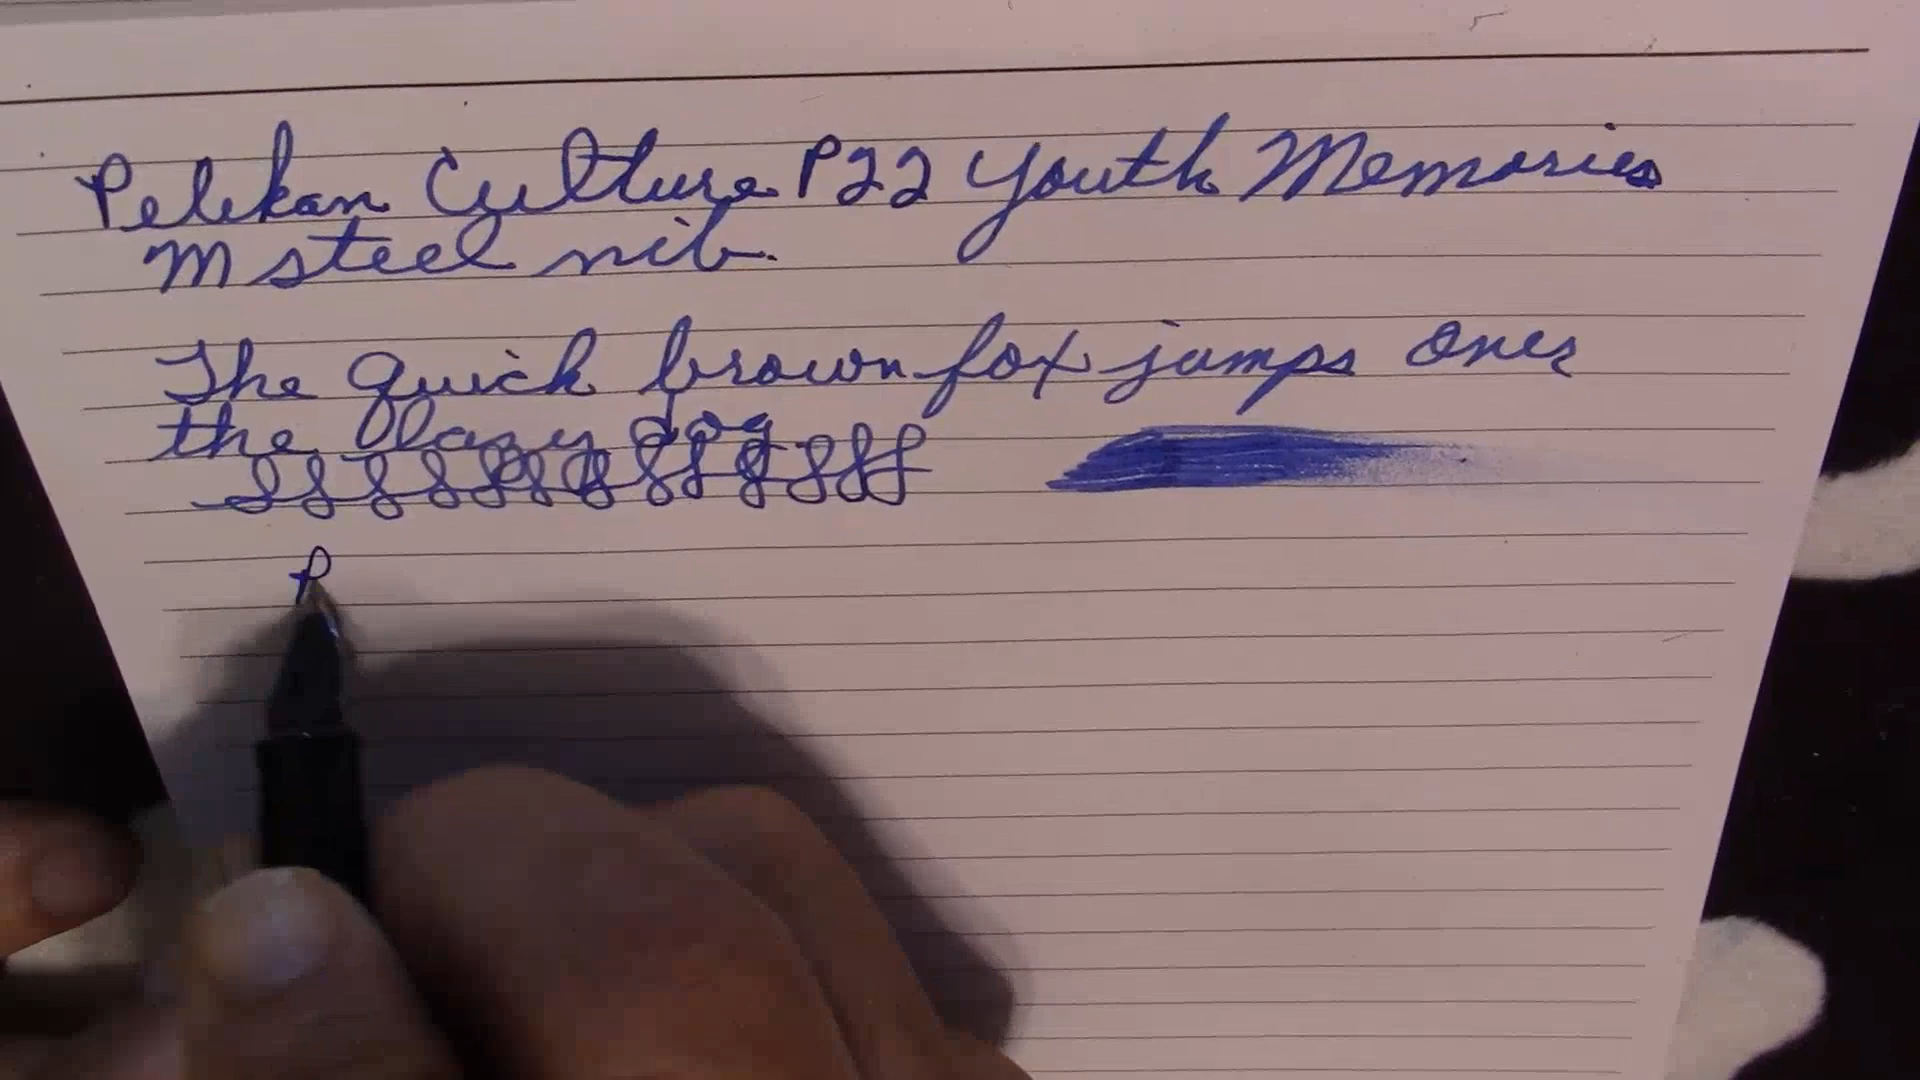 Pelikan Culture P22 Youth Memories
M steel nib.
The quick brown fox jumps over
the lazy dog
P